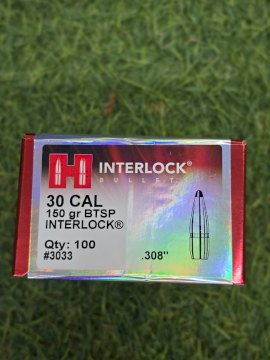 H INTERLOCK®
BULLETS
30 CAL
150 gr BTSP
INTERLOCK®
Qty: 100
#3033
.308"